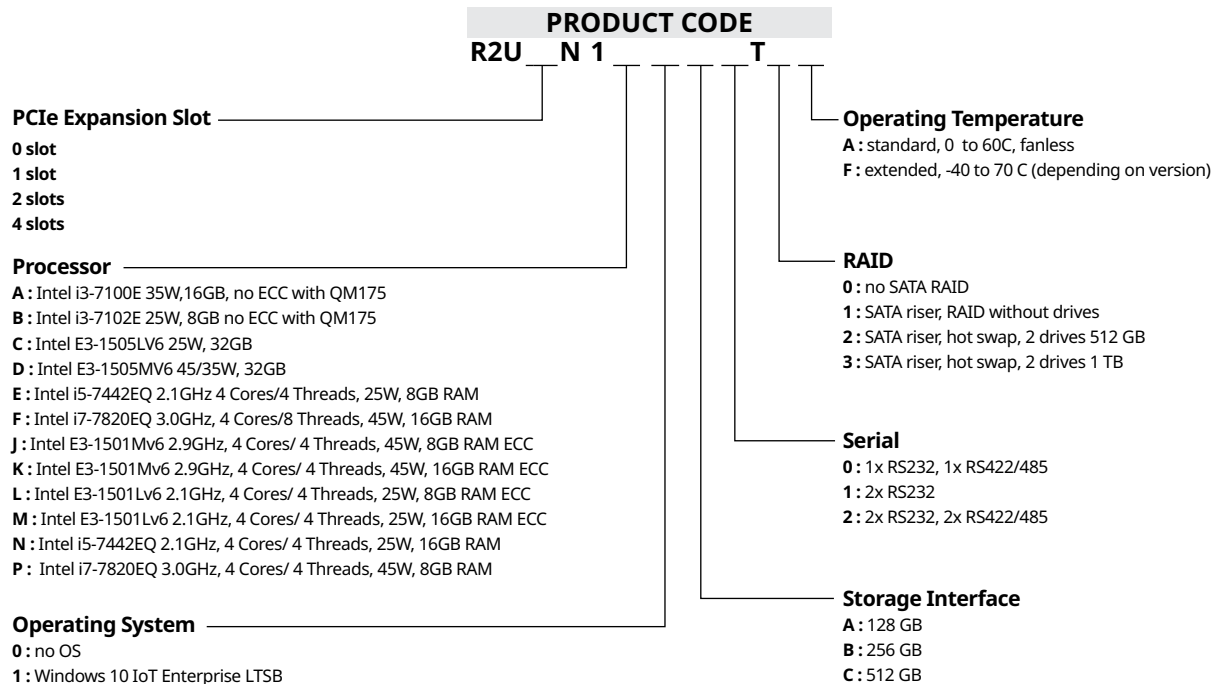 PRODUCT CODE
R2U __ N 1 __ __ __ __ T __ __
PCIe Expansion Slot
0 slot
1 slot
2 slots
4 slots
Processor
A : Intel i3-7100E 35W,16GB, no ECC with QM175
B : Intel i3-7102E 25W, 8GB no ECC with QM175
C : Intel E3-1505LV6 25W, 32GB
D : Intel E3-1505MV6 45/35W, 32GB
E : Intel i5-7442EQ 2.1GHz 4 Cores/4 Threads, 25W, 8GB RAM
F : Intel i7-7820EQ 3.0GHz, 4 Cores/8 Threads, 45W, 16GB RAM
J : Intel E3-1501Mv6 2.9GHz, 4 Cores/ 4 Threads, 45W, 8GB RAM ECC
K : Intel E3-1501Mv6 2.9GHz, 4 Cores/ 4 Threads, 45W, 16GB RAM ECC
L : Intel E3-1501Lv6 2.1GHz, 4 Cores/ 4 Threads, 25W, 8GB RAM ECC
M : Intel E3-1501Lv6 2.1GHz, 4 Cores/ 4 Threads, 25W, 16GB RAM ECC
N : Intel i5-7442EQ 2.1GHz, 4 Cores/ 4 Threads, 25W, 16GB RAM
P : Intel i7-7820EQ 3.0GHz, 4 Cores/ 4 Threads, 45W, 8GB RAM
Operating System
0 : no OS
1 : Windows 10 IoT Enterprise LTSB
Operating Temperature
A : standard, 0 to 60C, fanless
F : extended, -40 to 70 C (depending on version)
RAID
0 : no SATA RAID
1 : SATA riser, RAID without drives
2 : SATA riser, hot swap, 2 drives 512 GB
3 : SATA riser, hot swap, 2 drives 1 TB
Serial
0 : 1x RS232, 1x RS422/485
1 : 2x RS232
2 : 2x RS232, 2x RS422/485
Storage Interface
A : 128 GB
B : 256 GB
C : 512 GB